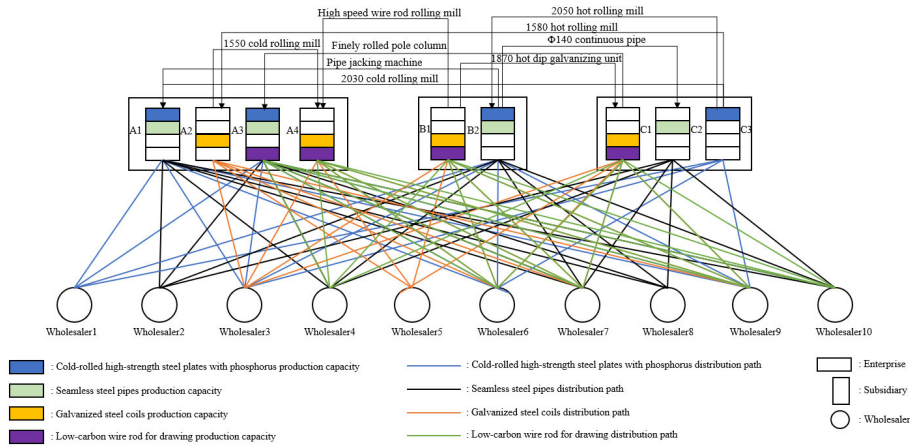 High speed wire rod rolling mill
2050 hot rolling mill
1580 hot rolling mill
1550 cold rolling mill
Finely rolled pole column
Φ140 continuous pipe
Pipe jacking machine
1870 hot dip galvanizing unit
2030 cold rolling mill
A1 A2 A3 A4 B1 B2 C1 C2 C3
Wholesaler1 Wholesaler2 Wholesaler3 Wholesaler4 Wholesaler5 Wholesaler6 Wholesaler7 Wholesaler8 Wholesaler9 Wholesaler10
: Cold-rolled high-strength steel plates with phosphorus production capacity
: Seamless steel pipes production capacity
: Galvanized steel coils production capacity
: Low-carbon wire rod for drawing production capacity
: Cold-rolled high-strength steel plates with phosphorus distribution path
: Seamless steel pipes distribution path
: Galvanized steel coils distribution path
: Low-carbon wire rod for drawing distribution path
: Enterprise
: Subsidiary
: Wholesaler